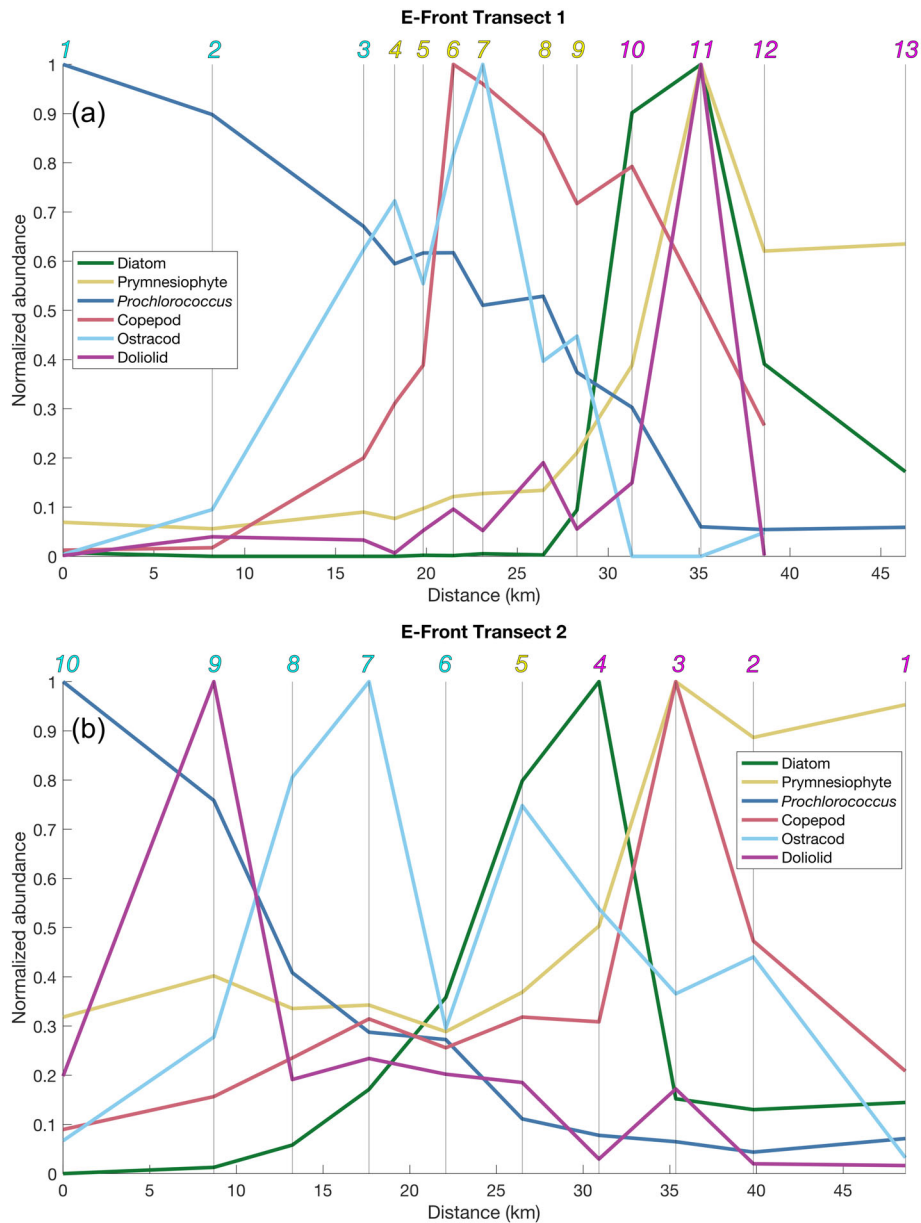 E-Front Transect 1
1 2 3 4 5 6 7 8 9 10 11 12 13
(a)
1
0.9
0.8
0.7
0.6
0.5
0.4
0.3
0.2
0.1
0
Normalized abundance
Diatom
Prymnesiophyte
Prochlorococcus
Copepod
Ostracod
Doliolid
0 5 10 15 20 25 30 35 40 45
Distance (km)
E-Front Transect 2
10 9 8 7 6 5 4 3 2 1
(b)
1
0.9
0.8
0.7
0.6
0.5
0.4
0.3
0.2
0.1
0
Normalized abundance
Diatom
Prymnesiophyte
Prochlorococcus
Copepod
Ostracod
Doliolid
0 5 10 15 20 25 30 35 40 45
Distance (km)